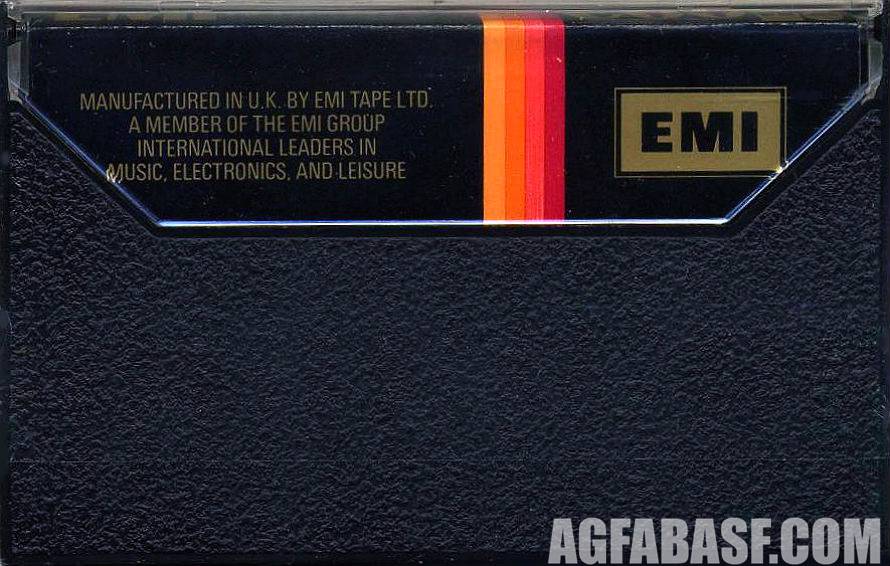 MANUFACTURED IN U.K. BY EMI TAPE LTD.
A MEMBER OF THE EMI GROUP
INTERNATIONAL LEADERS IN
MUSIC, ELECTRONICS, AND LEISURE
EMI
AGFABASF.COM